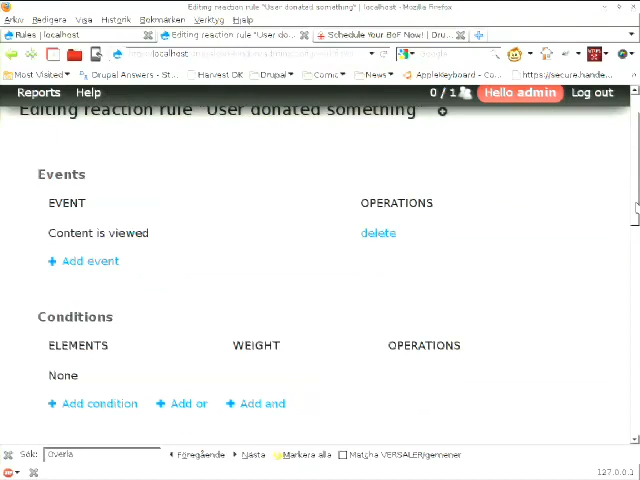 Editing reaction rule "User donated something" | localhost - Mozilla Firefox
Arkiv Redigera Visa Historik Bokmärken Verktyg Hjälp
Rules | localhost
Editing reaction rule "User do...
Schedule Your BoF Now! | Dru...
localhost
google
Most Visited
Drupal Answers - St...
Harvest DK
Drupal
Comic
News
AppleKeyboard - Co...
https://secure.hande...
Reports Help 0 / 1 Hello admin Log out
Editing reaction rule "User donated something"
Events
EVENT OPERATIONS
Content is viewed delete
Add event
Conditions
ELEMENTS WEIGHT OPERATIONS
None
Add condition Add or Add and
Sök: Överla Föregående Nästa Markera alla Matcha VERSALER/gemener
127.0.0.1